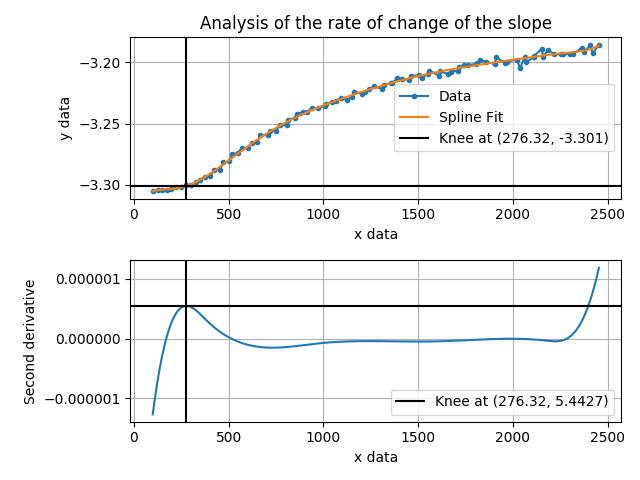 Analysis of the rate of change of the slope
y data
−3.20
−3.25
−3.30
Data
Spline Fit
Knee at (276.32, -3.301)
0 500 1000 1500 2000 2500
x data
Second derivative
0.000001
0.000000
−0.000001
Knee at (276.32, 5.4427)
0 500 1000 1500 2000 2500
x data